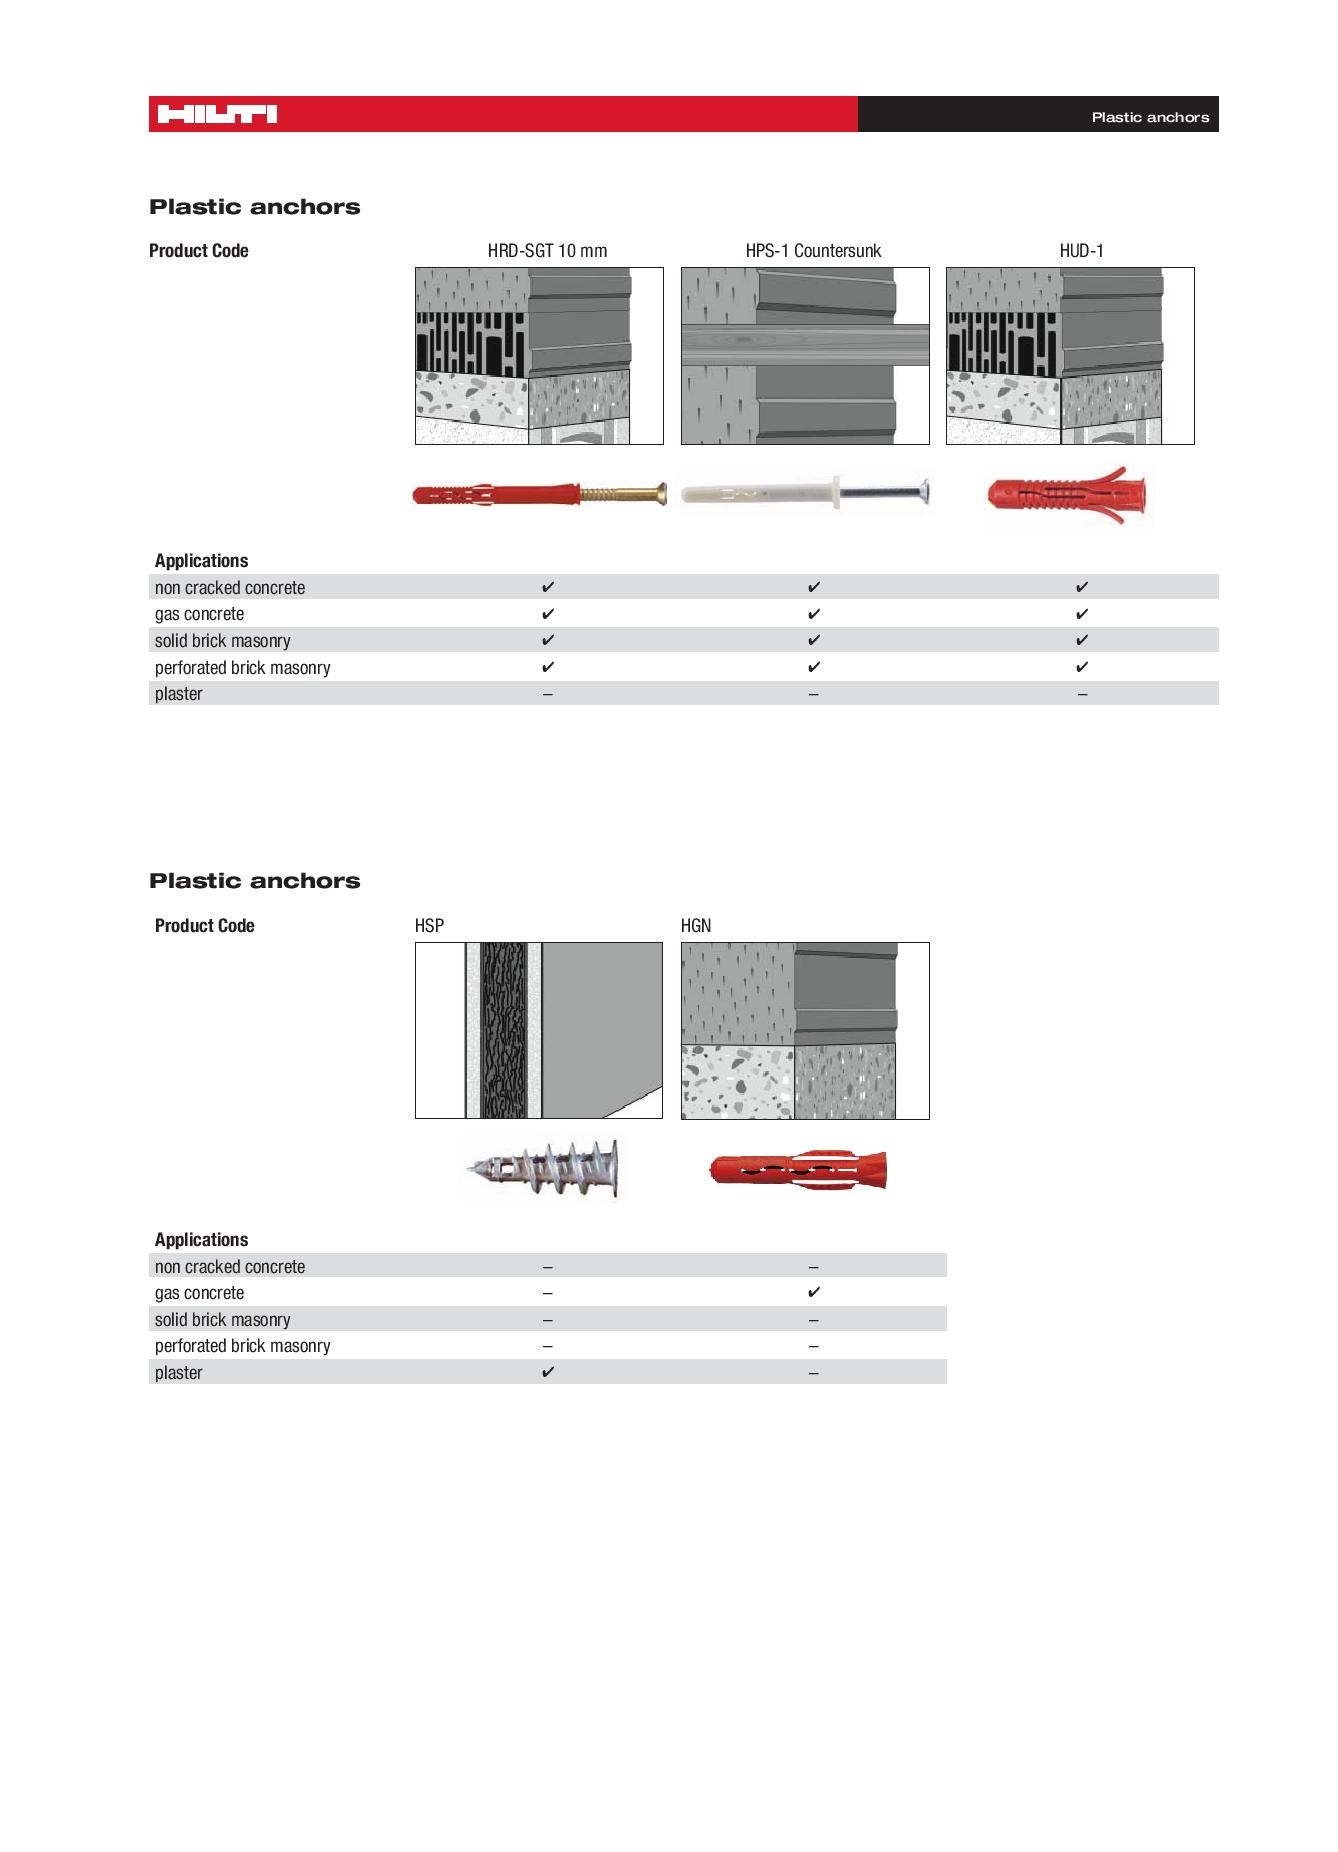 HILTI
Plastic anchors
Plastic anchors
Product Code HRD-SGT 10 mm HPS-1 Countersunk HUD-1
Applications
non cracked concrete ✔ ✔ ✔
gas concrete ✔ ✔ ✔
solid brick masonry ✔ ✔ ✔
perforated brick masonry ✔ ✔ ✔
plaster – – –
Plastic anchors
Product Code HSP HGN
Applications
non cracked concrete – –
gas concrete – ✔
solid brick masonry – –
perforated brick masonry – –
plaster ✔ –